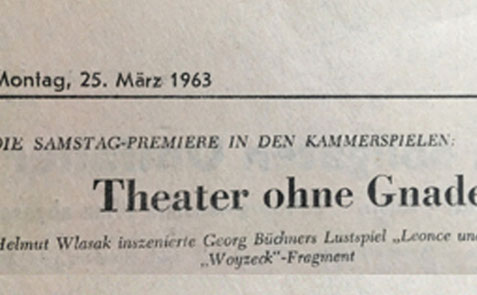 Montag, 25. März 1963
DIE SAMSTAG-PREMIERE IN DEN KAMMERSPIELEN:
Theater ohne Gnade
Helmut Wlasak inszenierte Georg Büchners Lustspiel „Leonce und
„Woyzeck"-Fragment